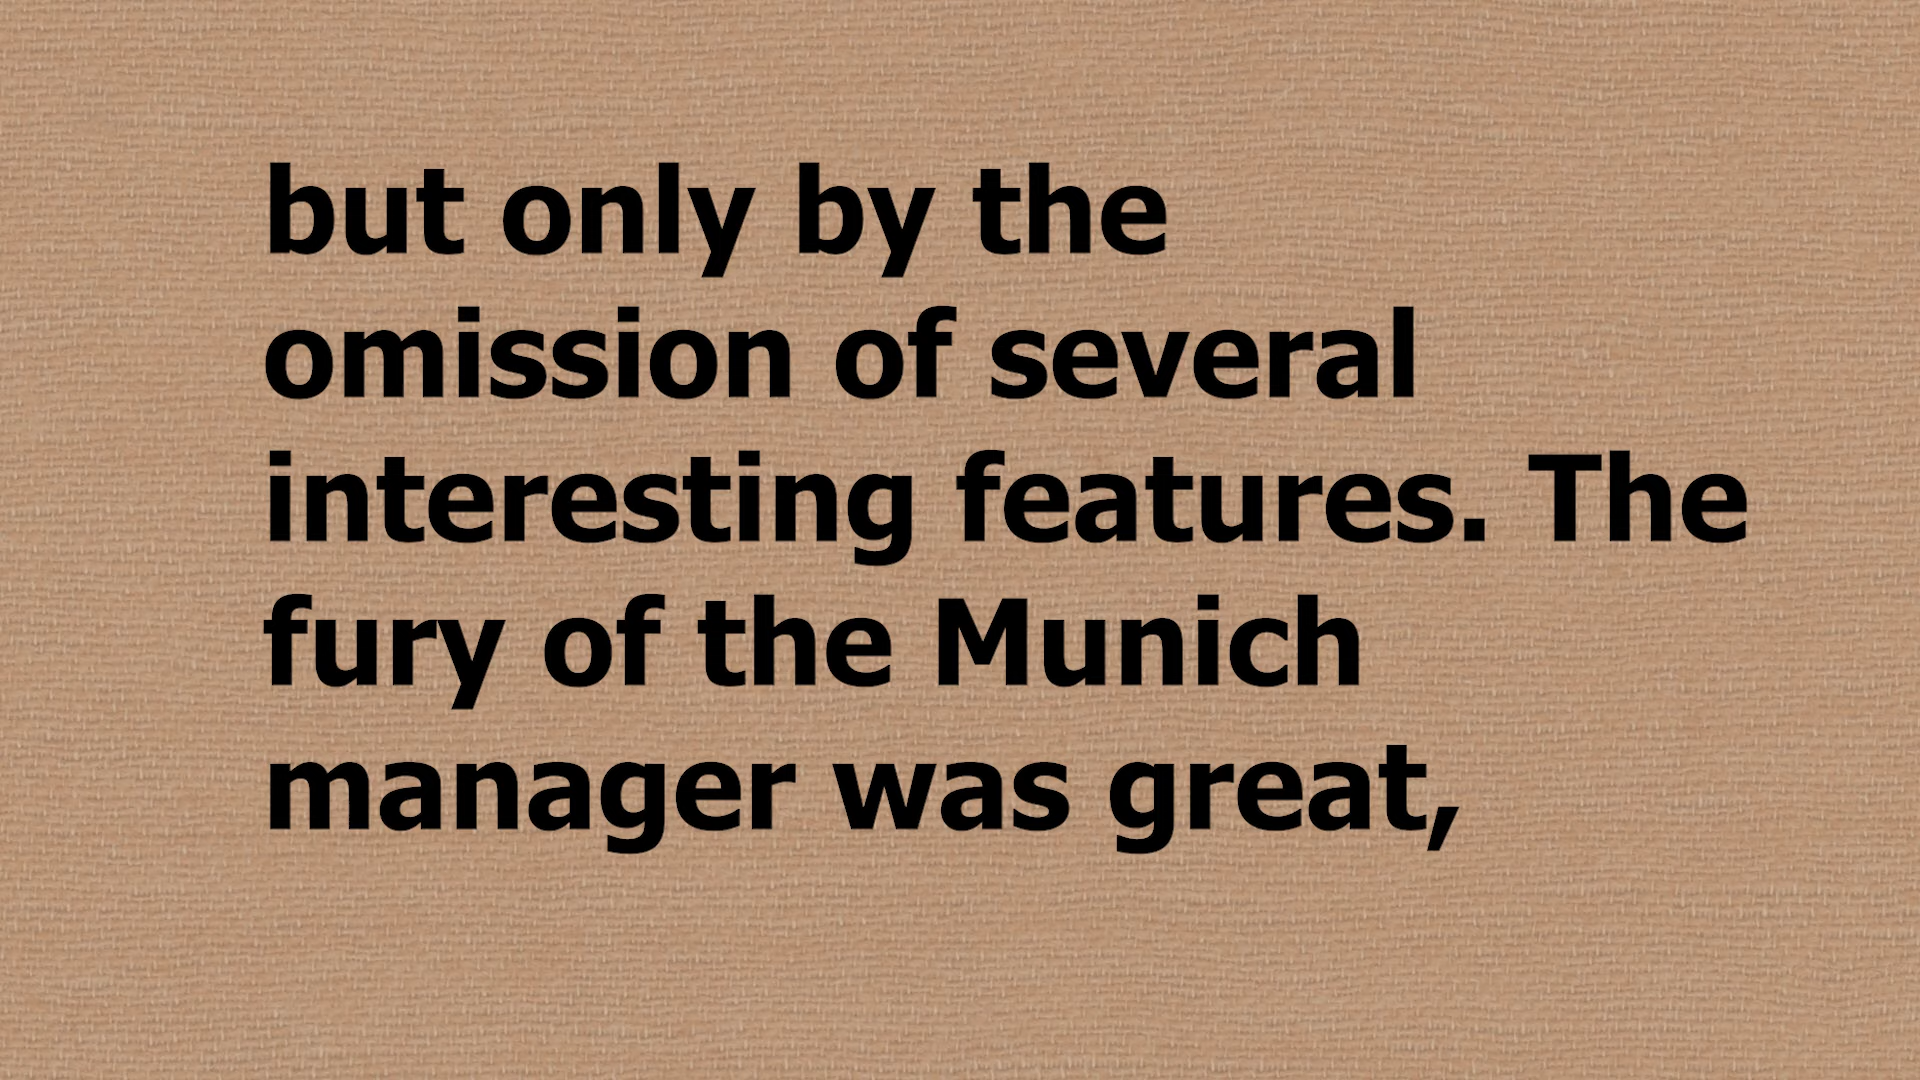 but only by the
omission of several
interesting features. The
fury of the Munich
manager was great,